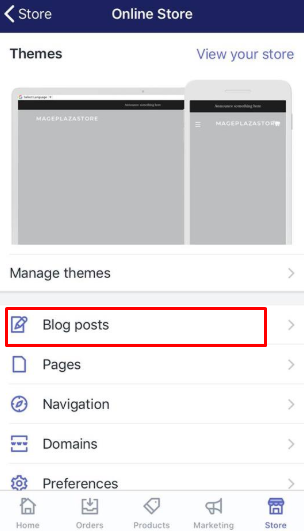 Store
Online Store
Themes
View your store
MAGEPLAZASTORE
MAGEPLAZASTOR
Manage themes
Blog posts
Pages
Navigation
Domains
Preferences
Home
Orders
Products
Marketing
Store